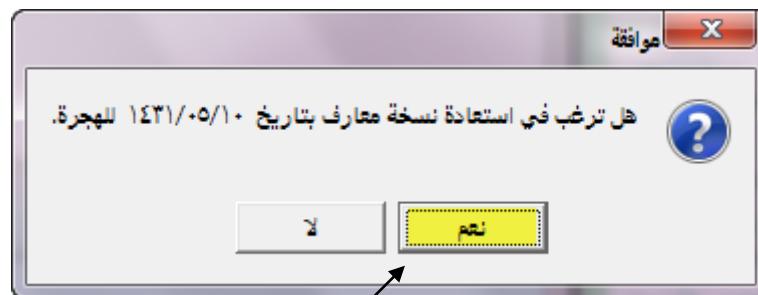 موافقة
هل ترغب في استعادة نسخة معارف بتاريخ ١٤٣١/٠٥/١٠ للهجرة.
نعم
لا